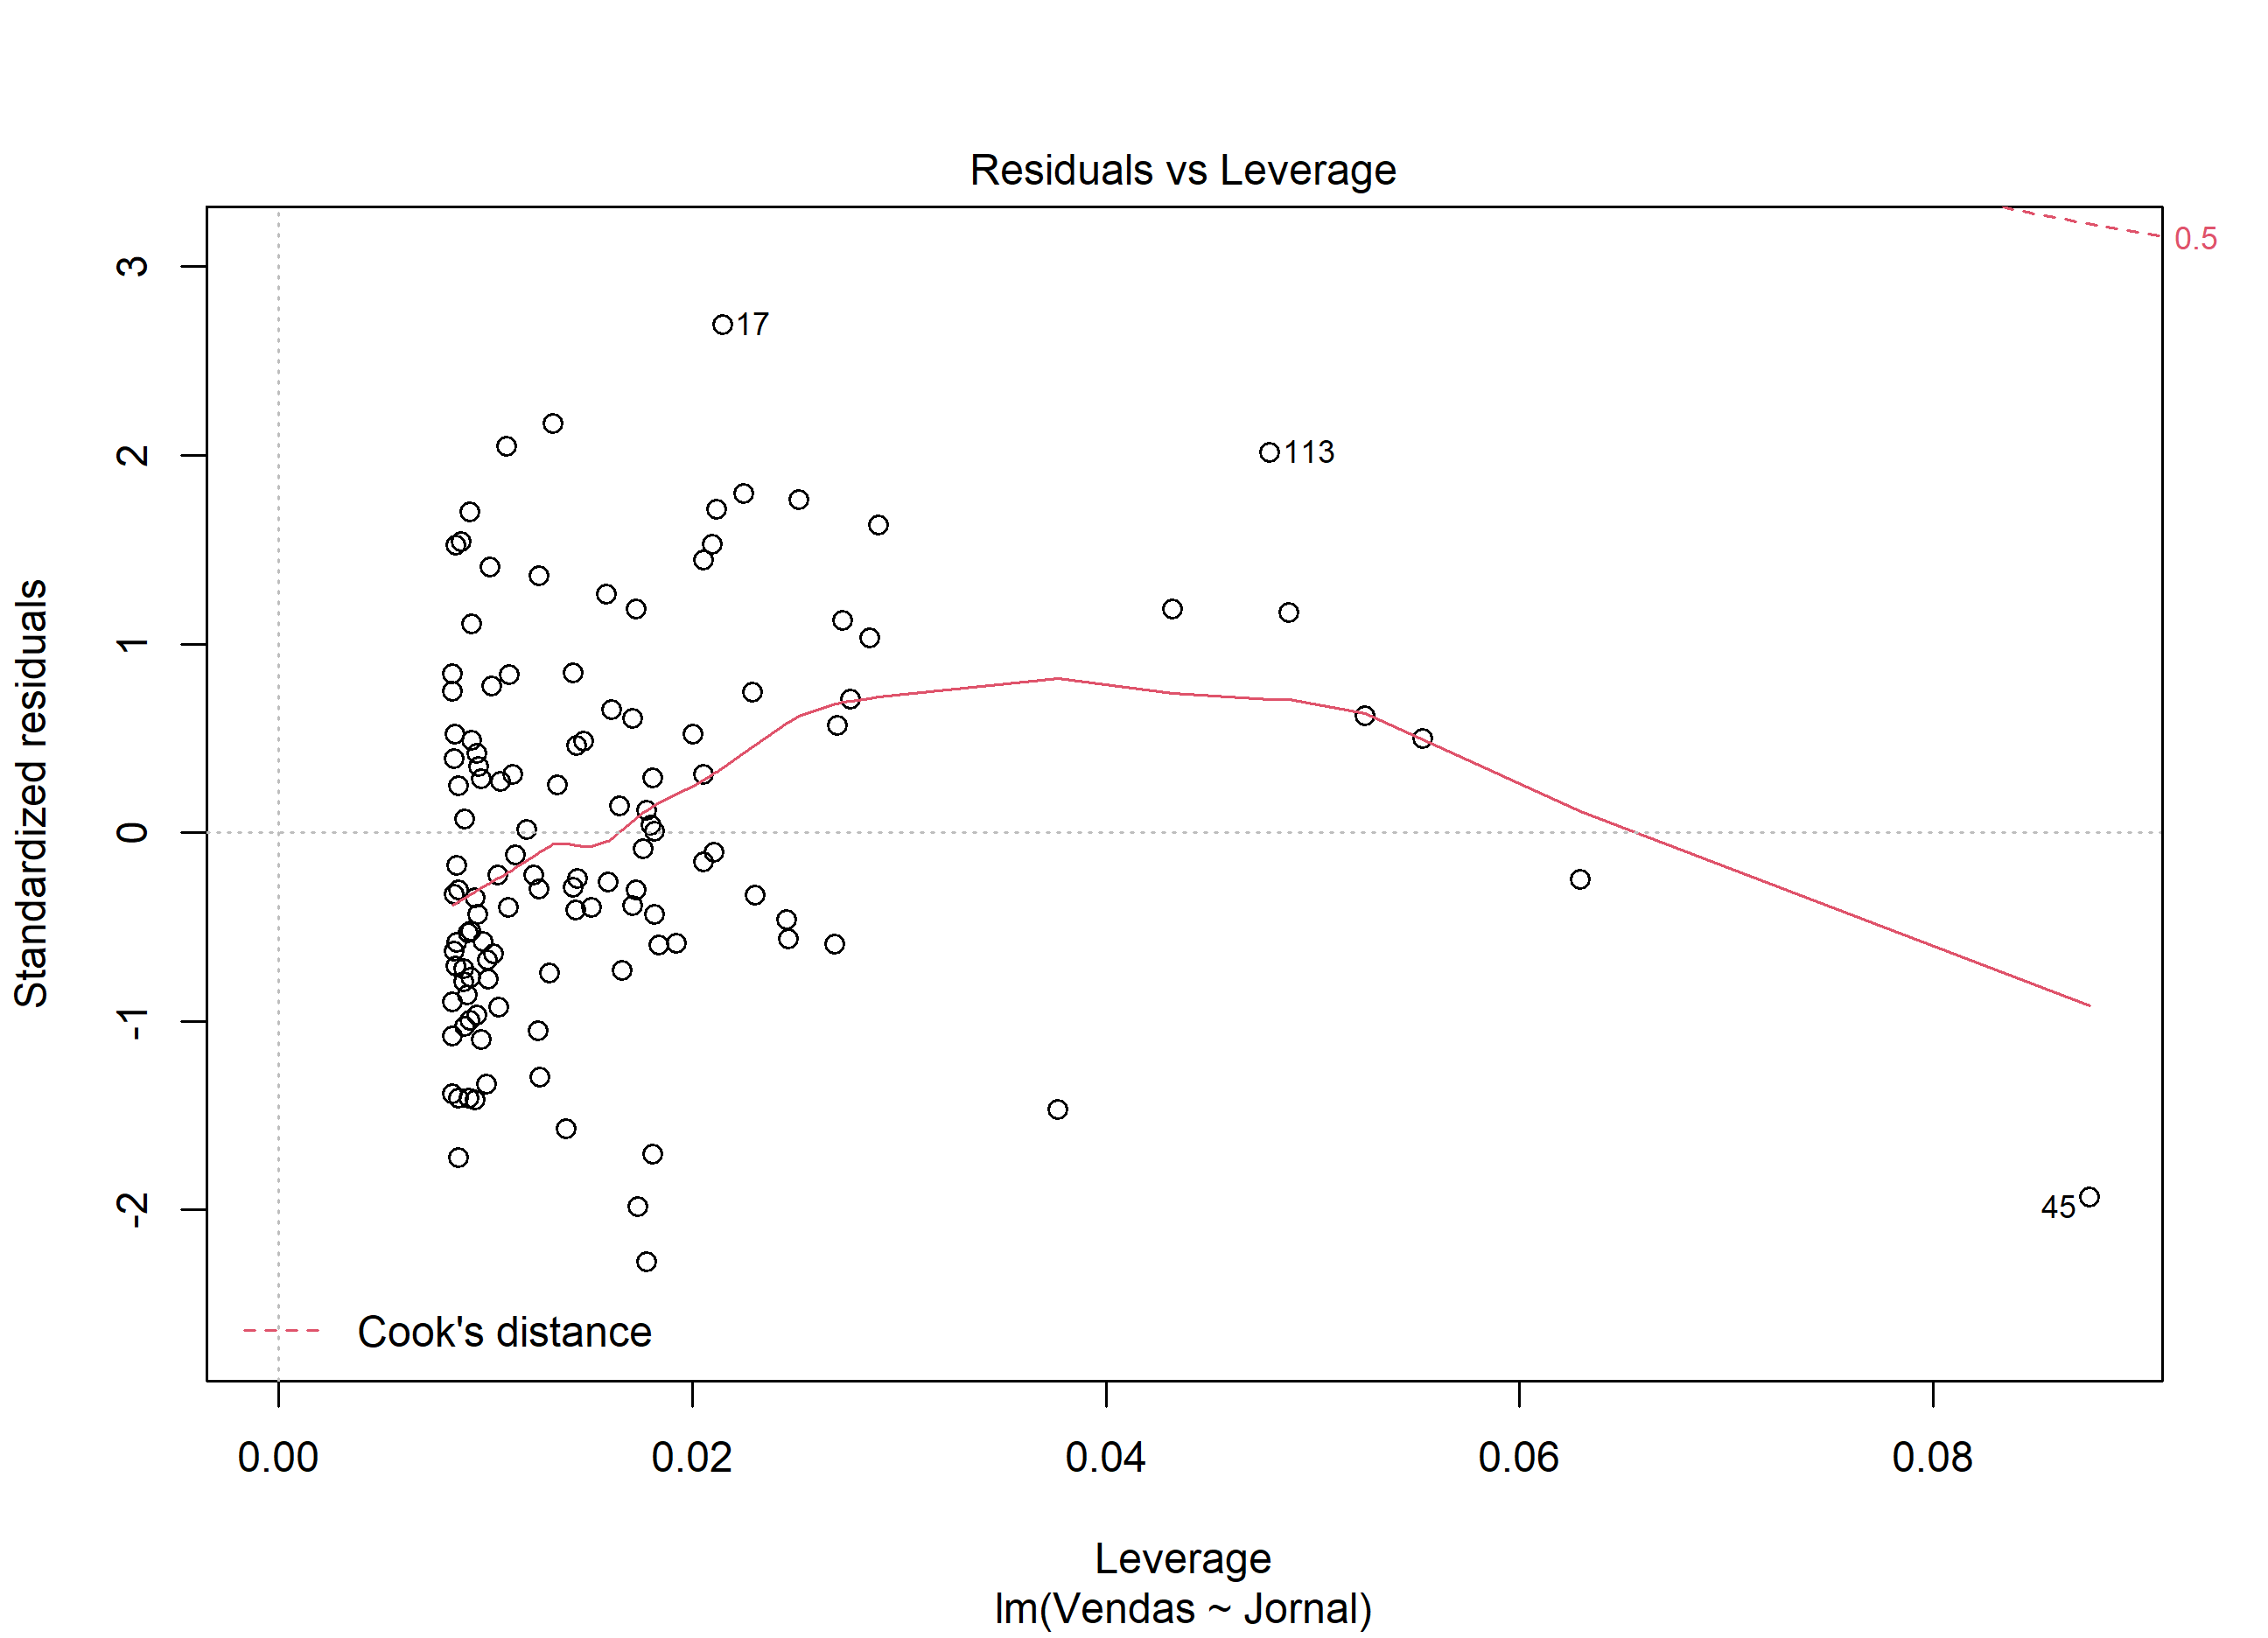 Residuals vs Leverage
0.5
3
2
1
0
-1
-2
Standardized residuals
17
113
45
Cook's distance
0.00 0.02 0.04 0.06 0.08
Leverage
lm(Vendas ~ Jornal)